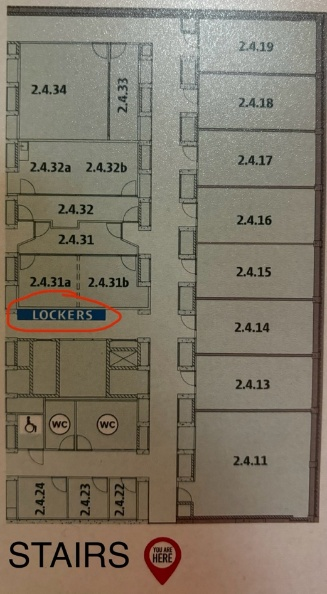 2.4.19
2.4.34
2.4.33
2.4.18
2.4.17
2.4.32a
2.4.32b
2.4.32
2.4.16
2.4.31
2.4.15
2.4.31a
2.4.31b
LOCKERS
2.4.14
2.4.13
WC
WC
2.4.11
2.4.24
2.4.23
2.4.22
STAIRS
YOU ARE
HERE